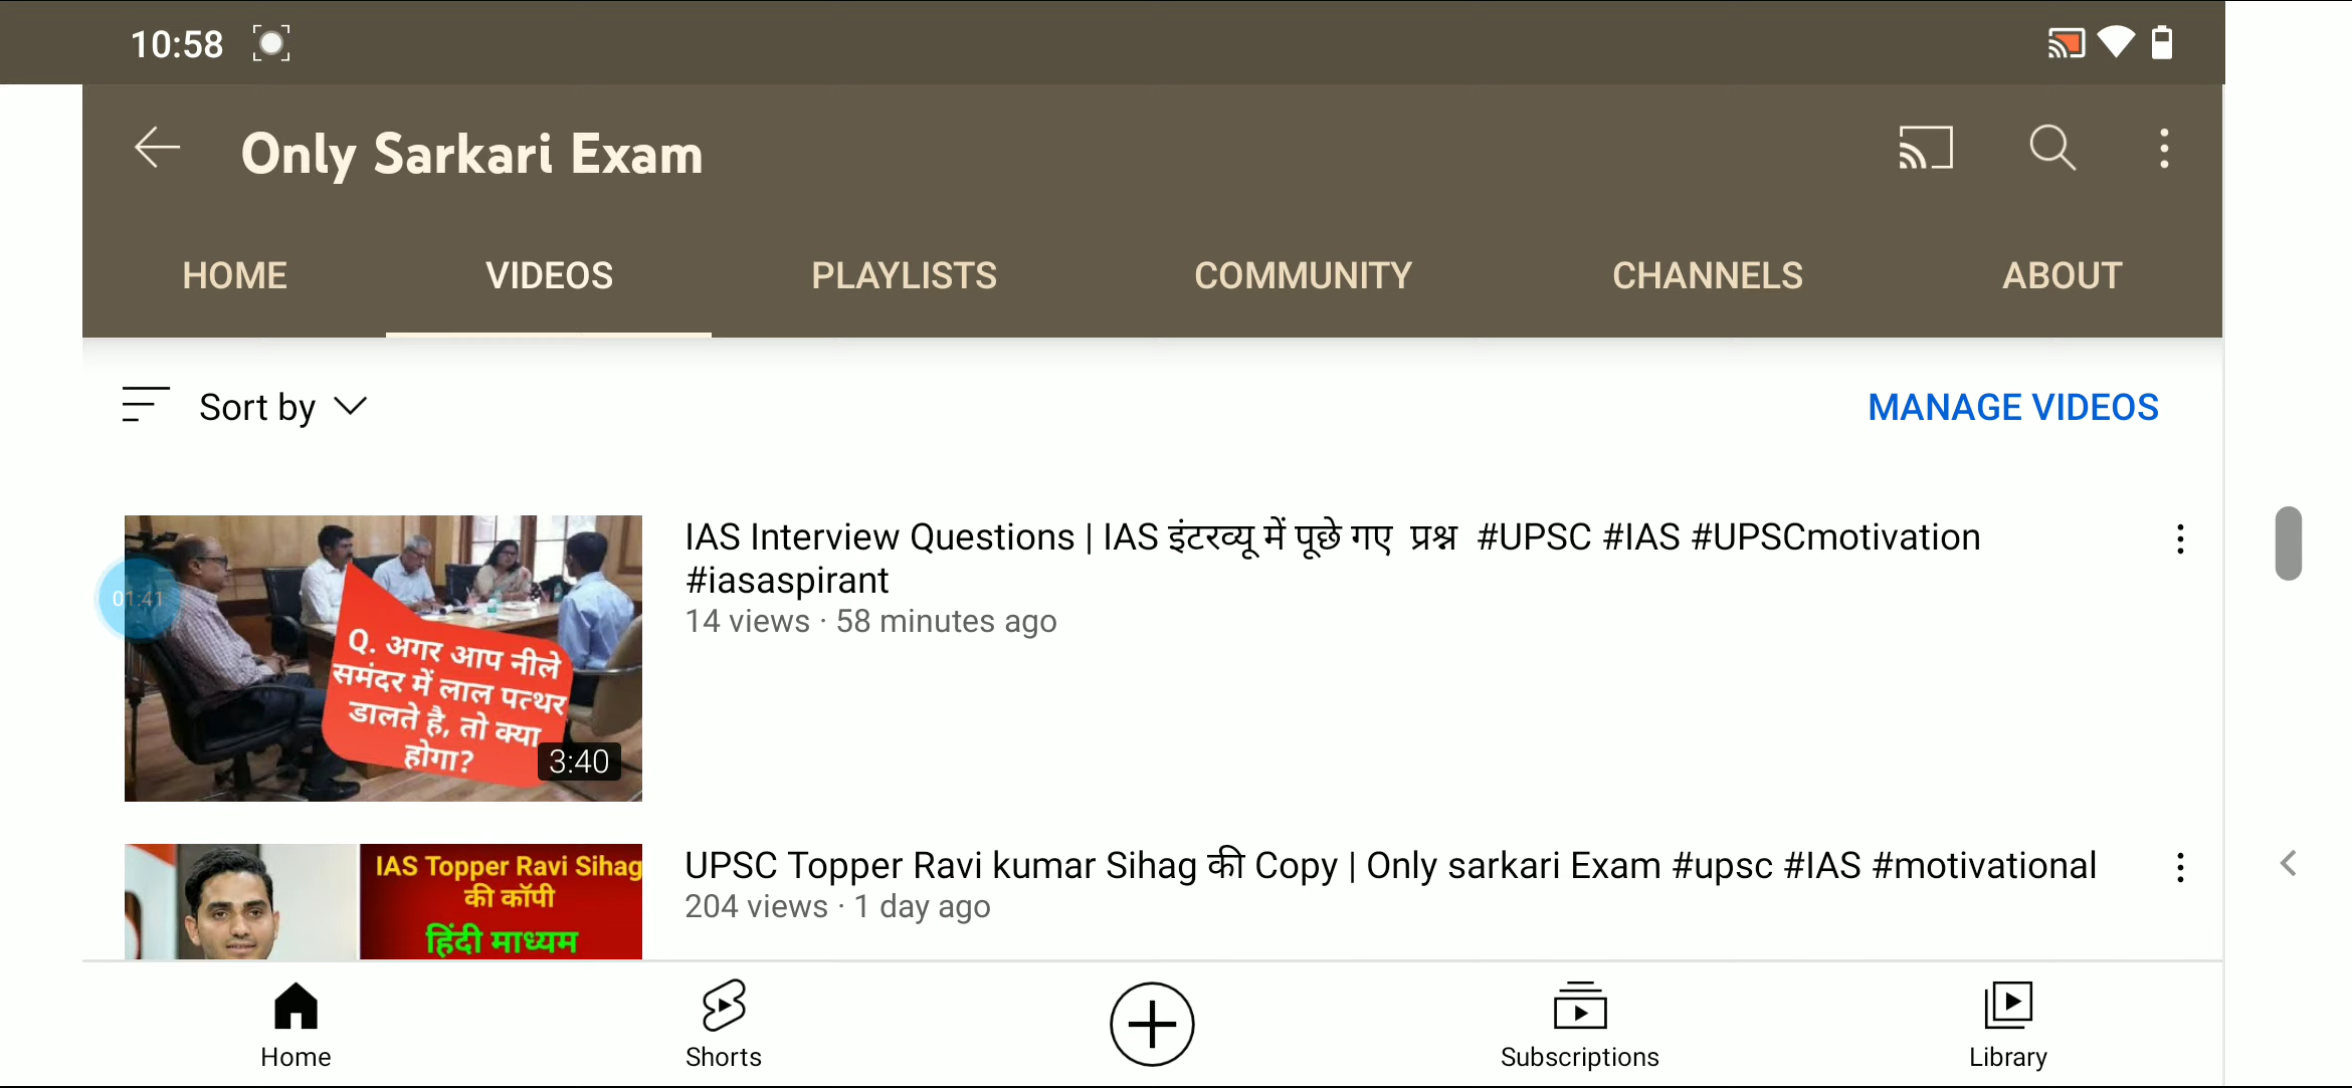 10:58
Only Sarkari Exam
HOME
VIDEOS
PLAYLISTS
COMMUNITY
CHANNELS
ABOUT
Sort by
MANAGE VIDEOS
01:41
Q. अगर आप नीले
समंदर में लाल पत्थर
डालते है, तो क्या
होगा?
3:40
IAS Interview Questions | IAS इंटरव्यू में पूछे गए प्रश्न #UPSC #IAS #UPSCmotivation
#iasaspirant
14 views · 58 minutes ago
IAS Topper Ravi Sihag
की कॉपी
हिंदी माध्यम
UPSC Topper Ravi kumar Sihag की Copy | Only sarkari Exam #upsc #IAS #motivational
204 views · 1 day ago
Home
Shorts
Subscriptions
Library